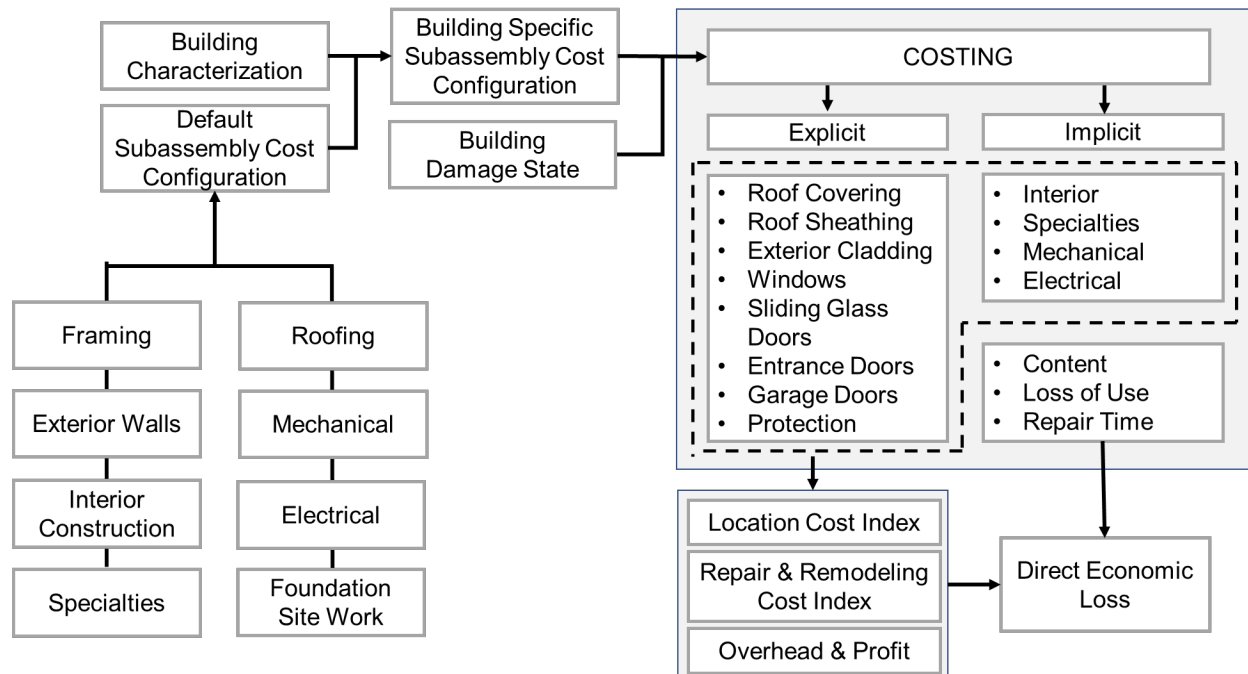 Building
Characterization
Default
Subassembly Cost
Configuration
Building Specific
Subassembly Cost
Configuration
Building
Damage State
Framing
Exterior Walls
Interior
Construction
Specialties
Roofing
Mechanical
Electrical
Foundation
Site Work
COSTING
Explicit
Implicit
• Roof Covering
• Roof Sheathing
• Exterior Cladding
• Windows
• Sliding Glass
Doors
• Entrance Doors
• Garage Doors
• Protection
• Interior
• Specialties
• Mechanical
• Electrical
• Content
• Loss of Use
• Repair Time
Location Cost Index
Repair & Remodeling
Cost Index
Overhead & Profit
Direct Economic
Loss